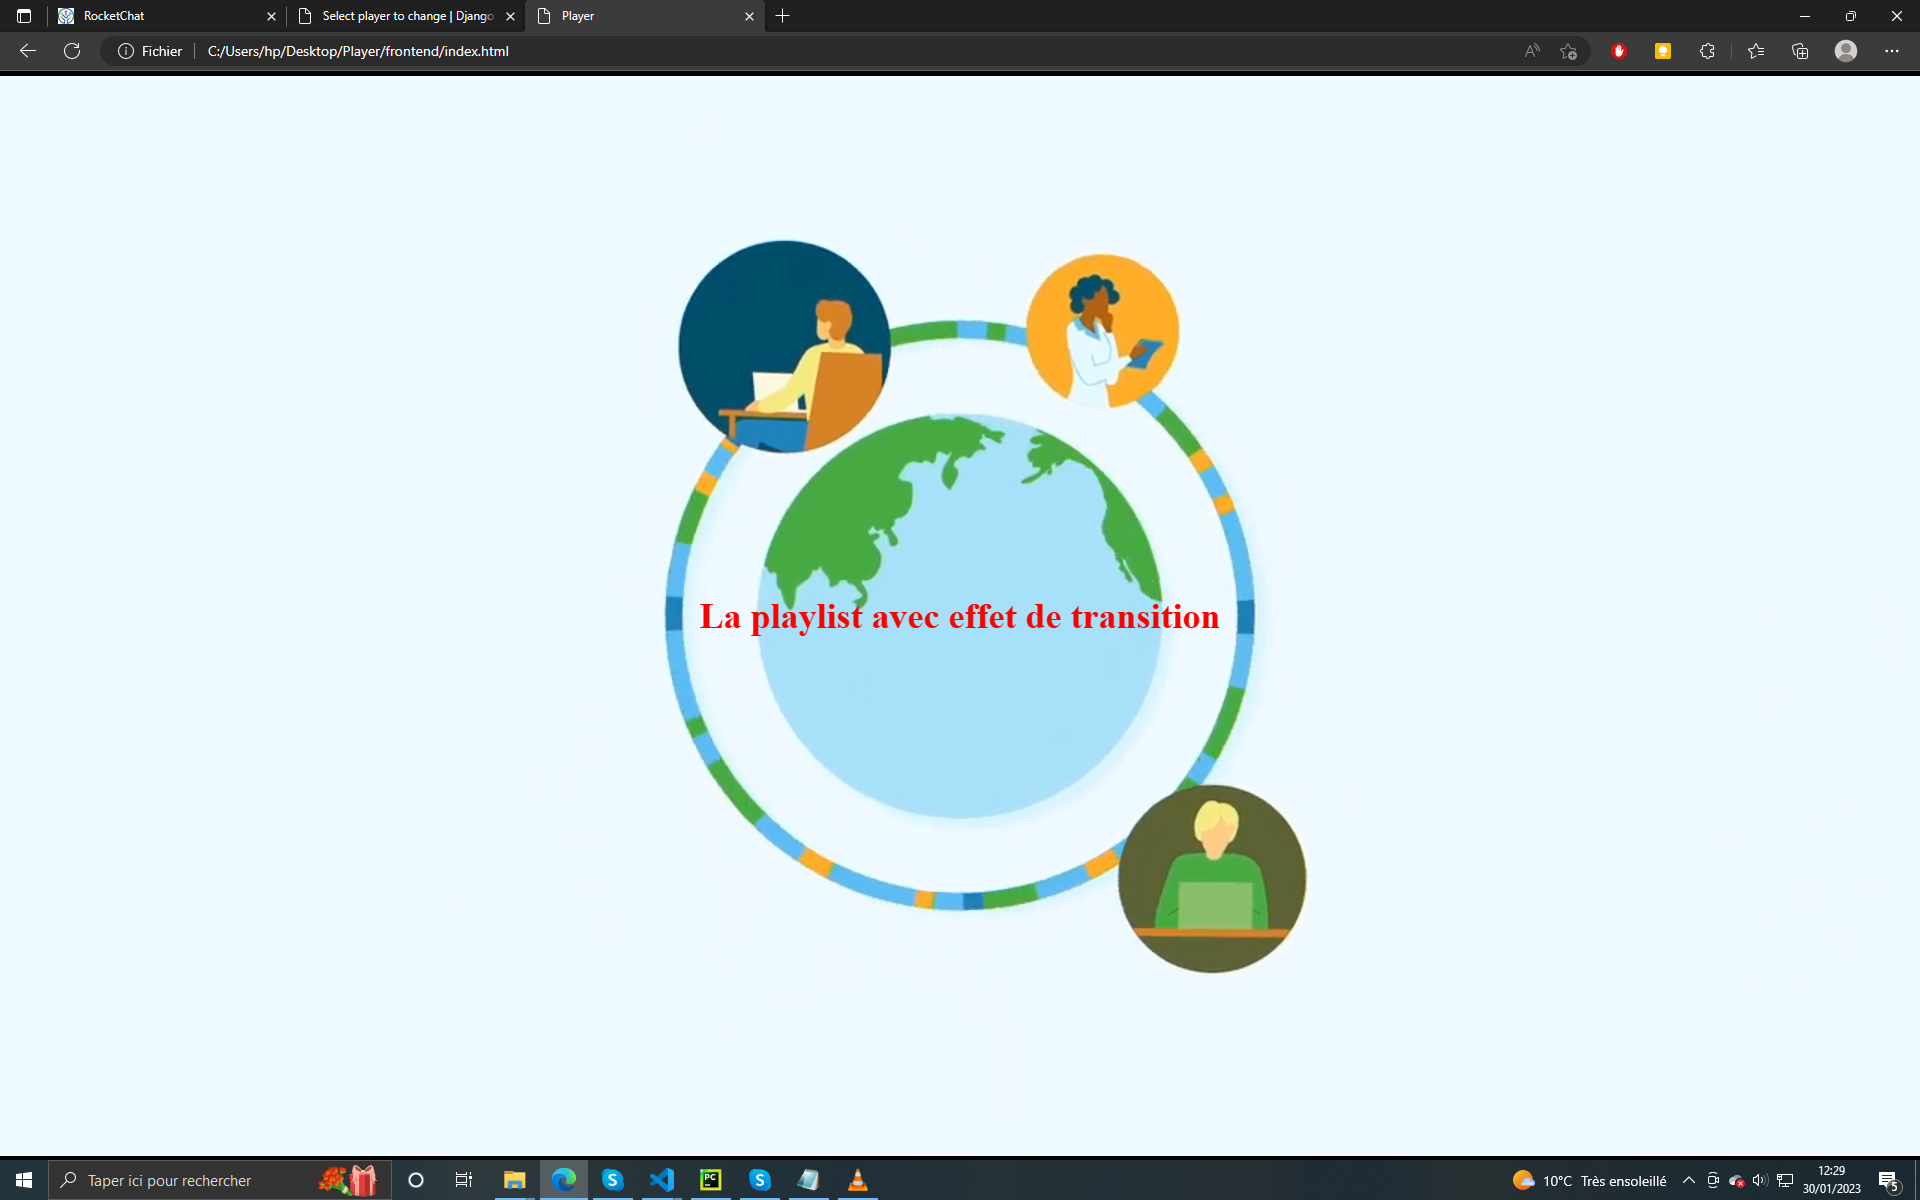 RocketChat
Select player to change | Django
Player
Fichier
C:/Users/hp/Desktop/Player/frontend/index.html
La playlist avec effet de transition
Taper ici pour rechercher
10°C Très ensoleillé
12:29
30/01/2023
5